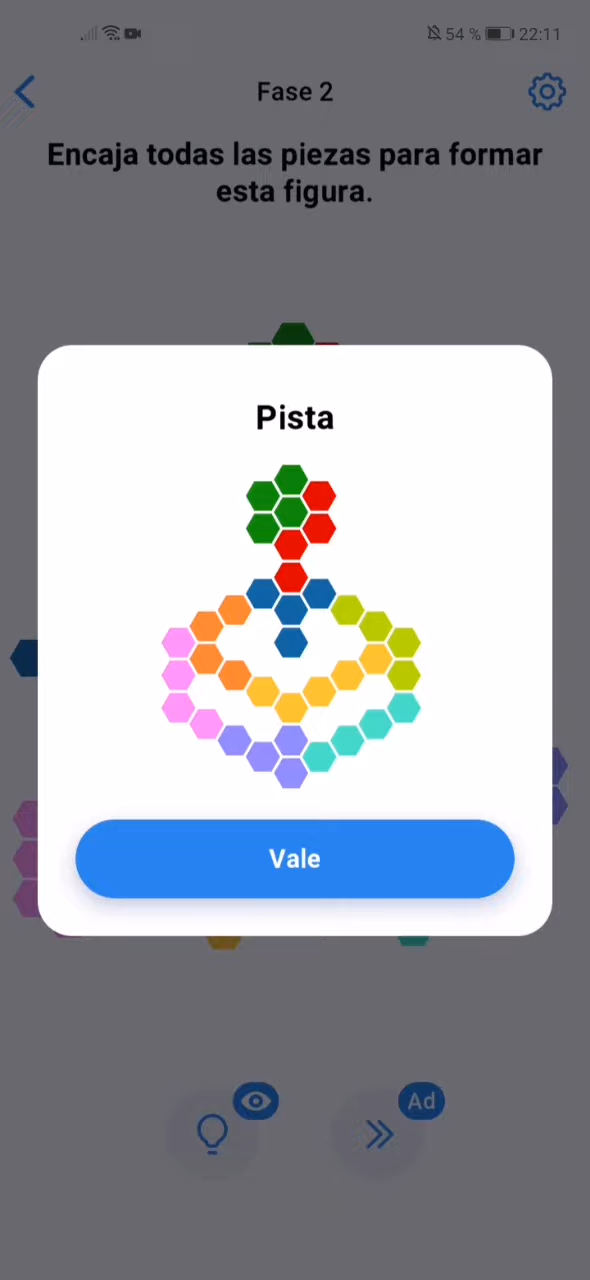 54 % 22:11
Fase 2
Encaja todas las piezas para formar
esta figura.
Pista
Vale
Ad